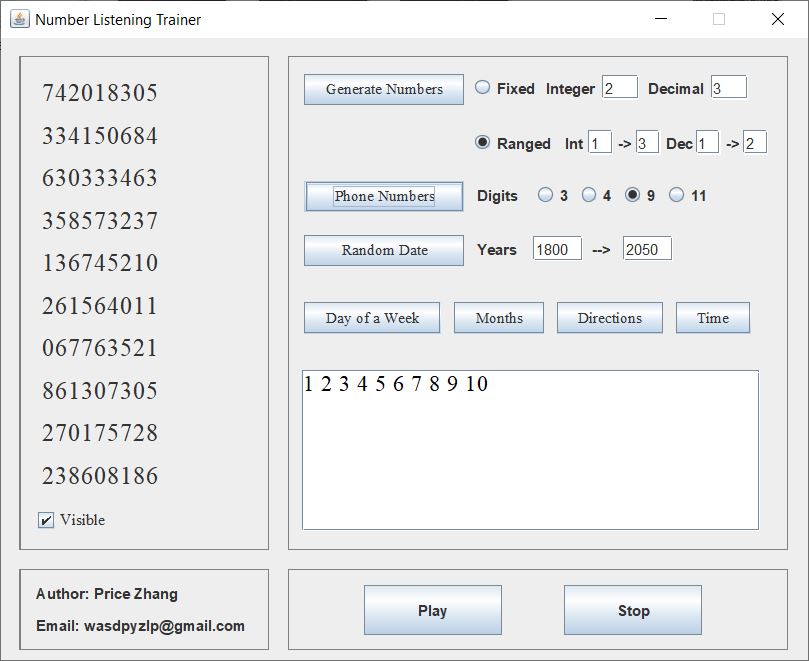 Number Listening Trainer
742018305
334150684
630333463
358573237
136745210
261564011
067763521
861307305
270175728
238608186
Visible
Generate Numbers Fixed Integer 2 Decimal 3
Ranged Int 1 -> 3 Dec 1 -> 2
Phone Numbers Digits 3 4 9 11
Random Date Years 1800 --> 2050
Day of a Week Months Directions Time
1 2 3 4 5 6 7 8 9 10
Author: Price Zhang
Email: wasdpyzlp@gmail.com
Play Stop